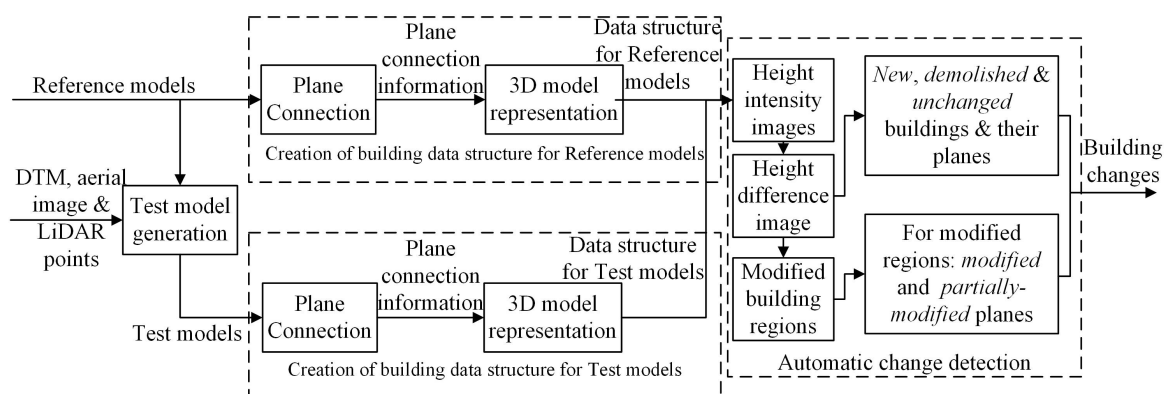 Reference models
DTM, aerial
image &
LiDAR
points
Test model
generation
Test models
Plane
Connection
Plane
connection
information
3D model
representation
Data structure
for Reference
models
Creation of building data structure for Reference models
Plane
Connection
Plane
connection
information
3D model
representation
Data structure
for Test models
Creation of building data structure for Test models
Height
intensity
images
Height
difference
image
Modified
building
regions
New, demolished &
unchanged
buildings & their
planes
For modified
regions: modified
and partially-
modified planes
Automatic change detection
Building
changes